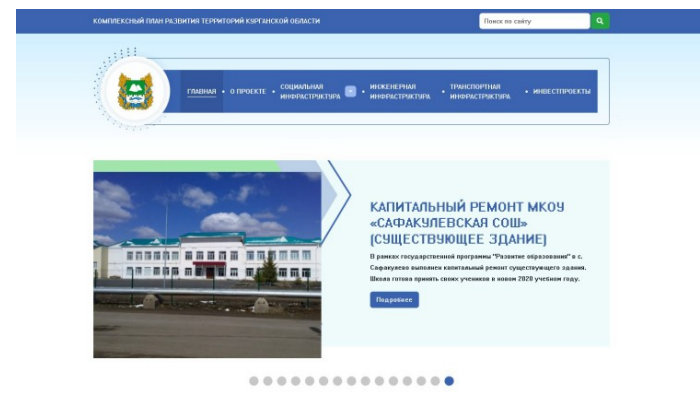 КОМПЛЕКСНЫЙ ПЛАН РАЗВИТИЯ ТЕРРИТОРИЙ КУРГАНСКОЙ ОБЛАСТИ
Поиск по сайту
ГЛАВНАЯ • О ПРОЕКТЕ • СОЦИАЛЬНАЯ ИНФРАСТРУКТУРА • ИНЖЕНЕРНАЯ ИНФРАСТРУКТУРА • ТРАНСПОРТНАЯ ИНФРАСТРУКТУРА • ИНВЕСТПРОЕКТЫ
КАПИТАЛЬНЫЙ РЕМОНТ МКОУ
«САФАКУЛЕВСКАЯ СОШ»
(СУЩЕСТВУЮЩЕЕ ЗДАНИЕ)
В рамках государственной программы "Развитие образования" в с.
Сафакулево выполнен капитальный ремонт существующего здания.
Школа готова принять своих учеников в новом 2020 учебном году.
Подробнее